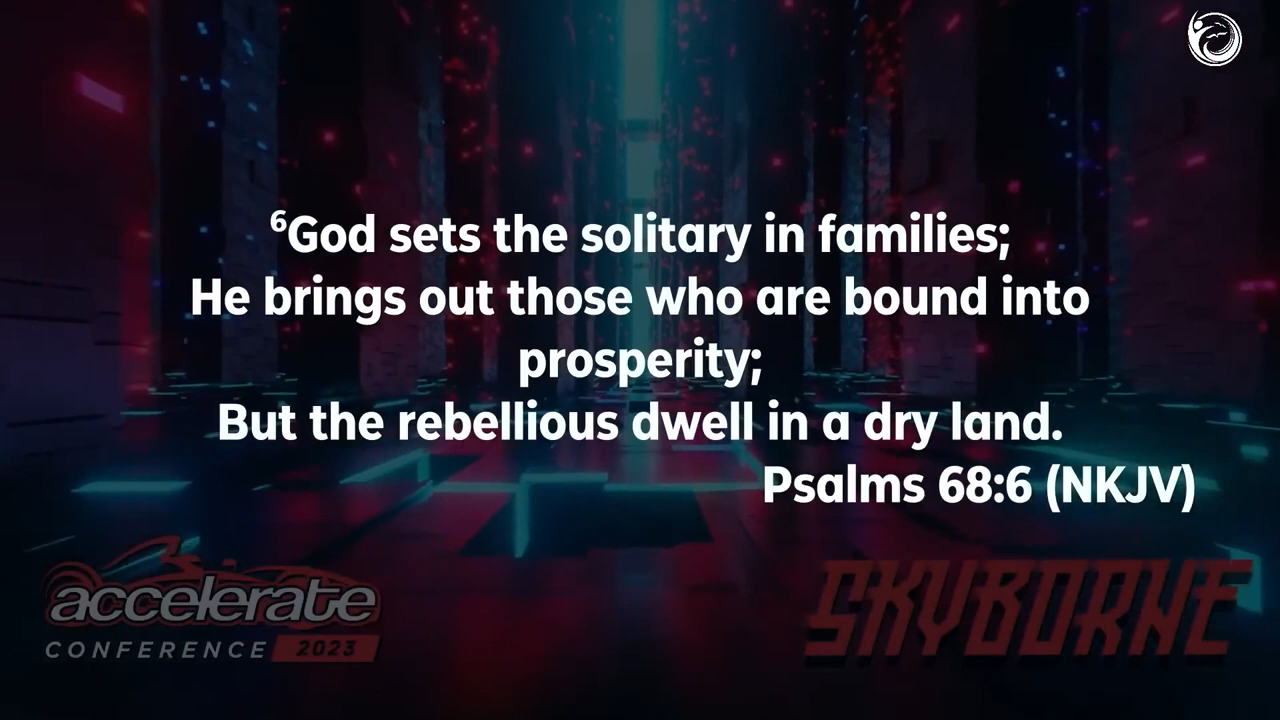 ⁶God sets the solitary in families;
He brings out those who are bound into
prosperity;
But the rebellious dwell in a dry land.
Psalms 68:6 (NKJV)
accelerate
CONFERENCE 2023
SKYBORNE